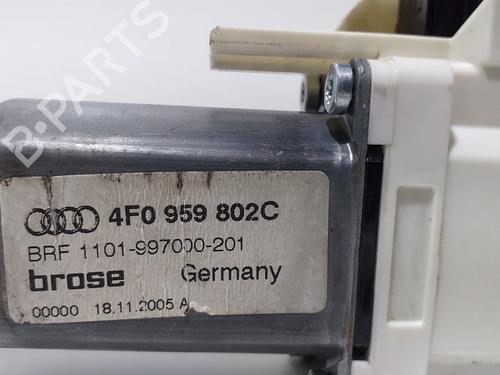 4F0 959 802C
BRF 1101-997000-201
brose Germany
00000 18.11.2005 A
B-PARTS